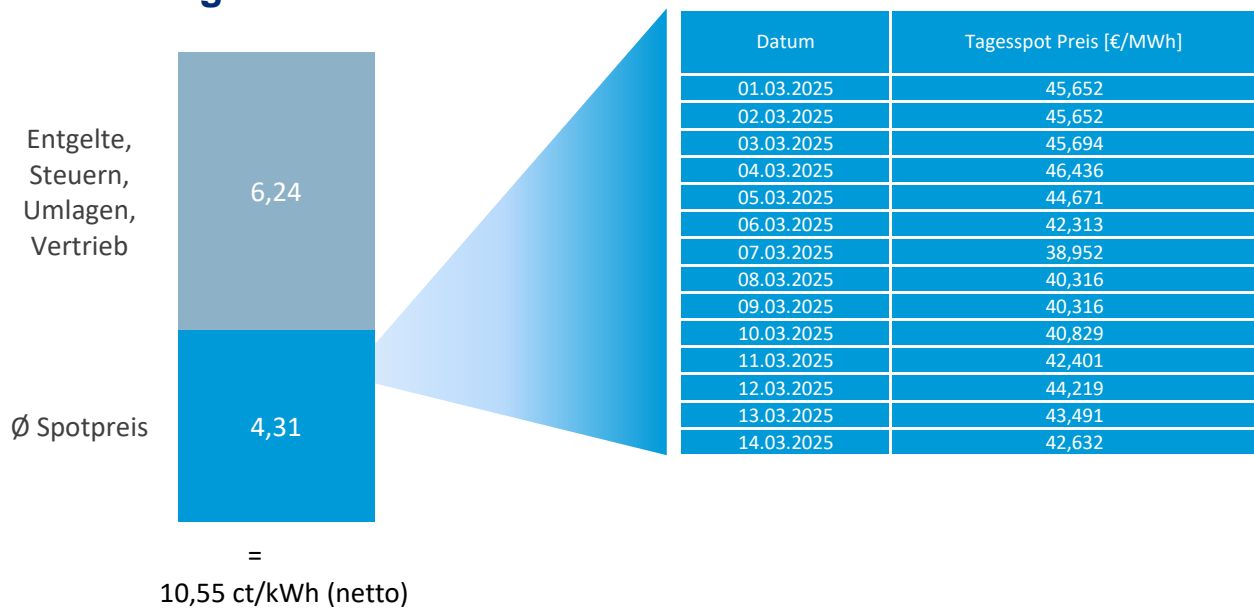 Entgelte,
Steuern,
Umlagen,
Vertrieb
6,24
Ø Spotpreis
4,31
=
10,55 ct/kWh (netto)
Datum Tagesspot Preis [€/MWh]
01.03.2025 45,652
02.03.2025 45,652
03.03.2025 45,694
04.03.2025 46,436
05.03.2025 44,671
06.03.2025 42,313
07.03.2025 38,952
08.03.2025 40,316
09.03.2025 40,316
10.03.2025 40,829
11.03.2025 42,401
12.03.2025 44,219
13.03.2025 43,491
14.03.2025 42,632